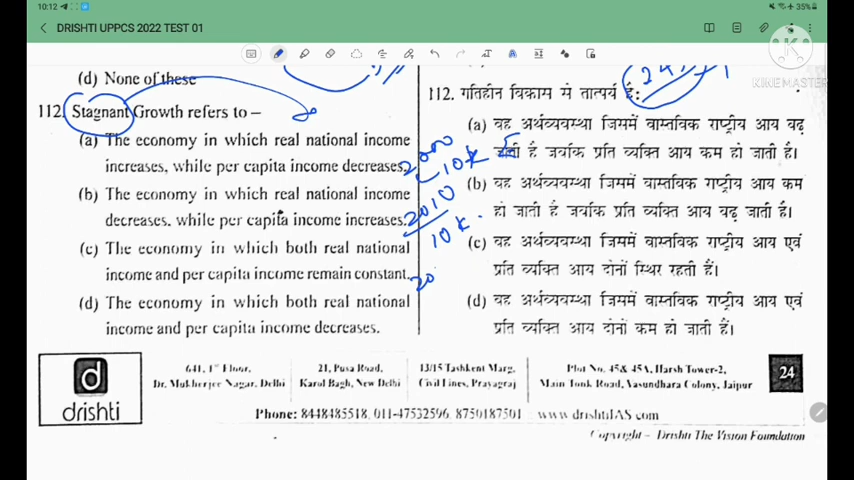 10:12
35%
DRISHTI UPPCS 2022 TEST 01
KINEMASTER
(d) None of these
112. Stagnant Growth refers to –
(a) The economy in which real national income
increases, while per capita income decreases.
(b) The economy in which real national income
decreases, while per capita income increases.
(c) The economy in which both real national
income and per capita income remain constant.
(d) The economy in which both real national
income and per capita income decreases.
2000
10K
2010
10K.
20
24
112. गतिहीन विकास से तात्पर्य है:
(a) वह अर्थव्यवस्था जिसमें वास्तविक राष्ट्रीय आय बढ़
जाती है जबकि प्रति व्यक्ति आय कम हो जाती है।
(b) वह अर्थव्यवस्था जिसमें वास्तविक राष्ट्रीय आय कम
हो जाती है जबकि प्रति व्यक्ति आय बढ़ जाती है।
(c) वह अर्थव्यवस्था जिसमें वास्तविक राष्ट्रीय आय एवं
प्रति व्यक्ति आय दोनों स्थिर रहती हैं।
(d) वह अर्थव्यवस्था जिसमें वास्तविक राष्ट्रीय आय एवं
प्रति व्यक्ति आय दोनों कम हो जाती हैं।
d
drishti
641, 1st Floor,
Dr. Mukherjee Nagar, Delhi
21, Pusa Road,
Karol Bagh, New Delhi
13/15 Tashkent Marg,
Civil Lines, Prayagraj
Plot No. 45 & 45A, Harsh Tower-2,
Main Tonk Road, Vasundhara Colony, Jaipur
24
Phone: 8448485518, 011-47532596, 8750187501 www.drishtiIAS.com
Copyright – Drishti The Vision Foundation